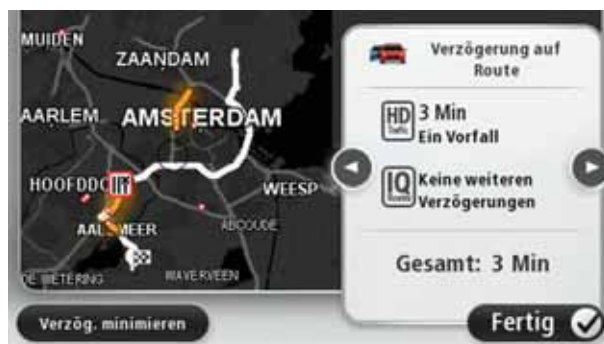 MUIDEN
ZAANDAM
AARLEM
AMSTERDAM
HOOFDDO
WEESP
AALSMEER
ABCOUDE
DE WETERING
WAVERVEEN
Verzög. minimieren
Verzögerung auf
Route
HD
Traffic
3 Min
Ein Vorfall
IQ
Keine weiteren
Verzögerungen
Gesamt: 3 Min
Fertig